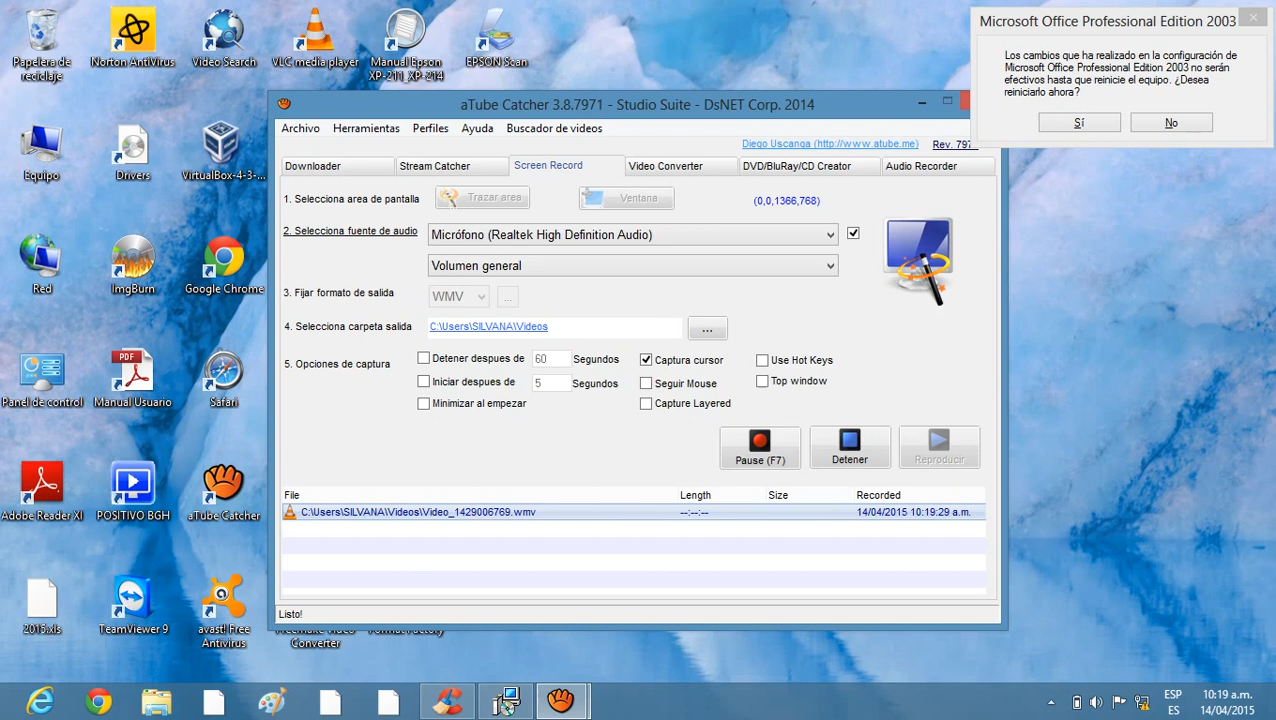 Papelera de
reciclaje
Norton AntiVirus
Video Search
VLC media player
Manual Epson
XP-211_XP-214
EPSON Scan
Equipo
Drivers
VirtualBox-4-3-...
Red
ImgBurn
Google Chrome
Panel de control
PDF
Manual Usuario
Safari
Adobe Reader XI
POSITIVO BGH
aTube Catcher
2013.xls
TeamViewer 9
avast! Free
Antivirus
Freemake Video
Converter
Format Factory
Microsoft Office Professional Edition 2003
Los cambios que ha realizado en la configuración de
Microsoft Office Professional Edition 2003 no serán
efectivos hasta que reinicie el equipo. ¿Desea
reiniciarlo ahora?
Sí
No
aTube Catcher 3.8.7971 - Studio Suite - DsNET Corp. 2014
Archivo Herramientas Perfiles Ayuda Buscador de videos
Diego Uscanga (http://www.atube.me) Rev. 797
Downloader Stream Catcher Screen Record Video Converter DVD/BluRay/CD Creator Audio Recorder
1. Selecciona area de pantalla Trazar area Ventana (0,0,1366,768)
2. Selecciona fuente de audio Micrófono (Realtek High Definition Audio)
Volumen general
3. Fijar formato de salida WMV ...
4. Selecciona carpeta salida C:\Users\SILVANA\Videos ...
5. Opciones de captura Detener despues de 60 Segundos Captura cursor Use Hot Keys
Iniciar despues de 5 Segundos Seguir Mouse Top window
Minimizar al empezar Capture Layered
Pause (F7) Detener Reproducir
File Length Size Recorded
C:\Users\SILVANA\Videos\Video_1429006769.wmv --:--:-- 14/04/2015 10:19:29 a.m.
Listo!
ESP 10:19 a.m.
ES 14/04/2015